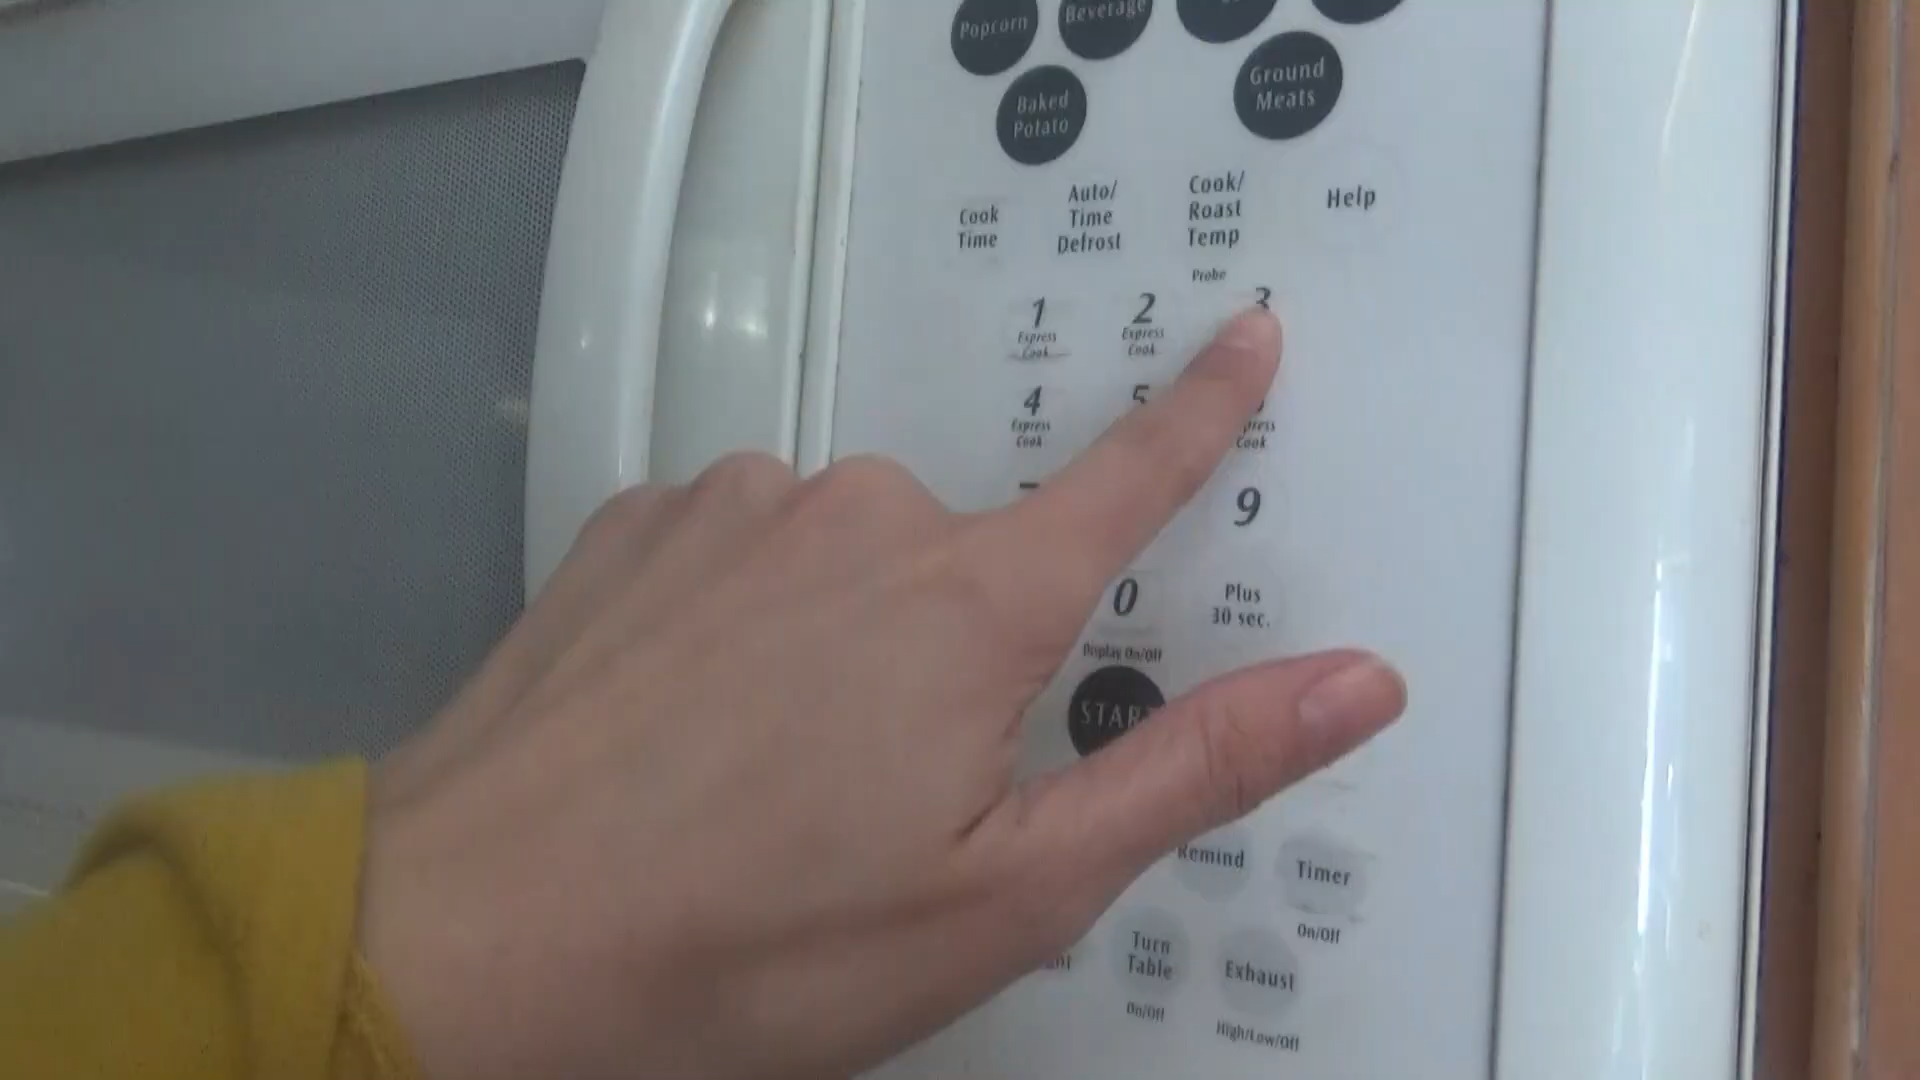 Popcorn
Beverage
Baked
Potato
Ground
Meats
Cook
Time
Auto/
Time
Defrost
Cook/
Roast
Temp
Help
Probe
1
Express
Cook
2
Express
Cook
3
4
Express
Cook
5
Cook
9
0
Plus
30 sec.
Display On/Off
START
Remind
Timer
On/Off
Turn
Table
On/Off
Exhaust
High/Low/Off